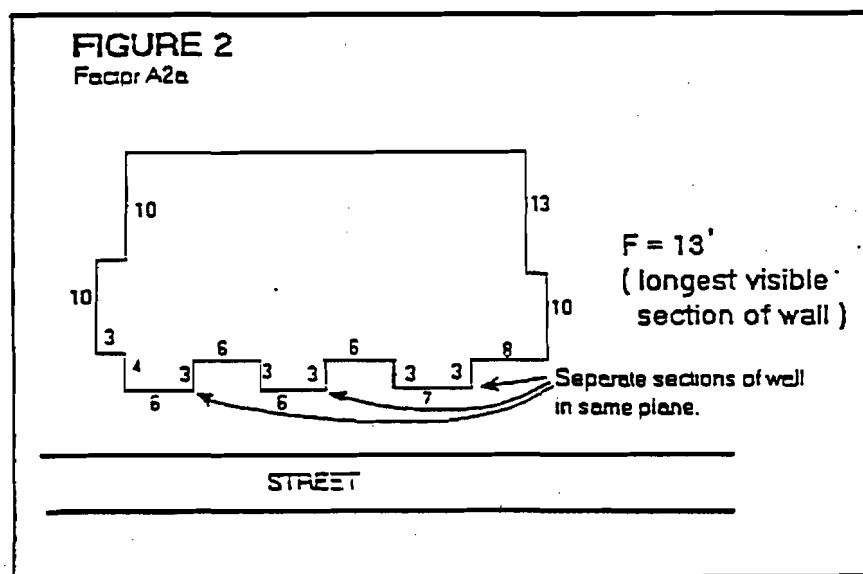 FIGURE 2
Factor A2a
10
13
F = 13'
( longest visible
section of wall )
10
10
3
4
6
6
8
3
3
3
3
3
6
6
7
Separate sections of wall
in same plane.
STREET